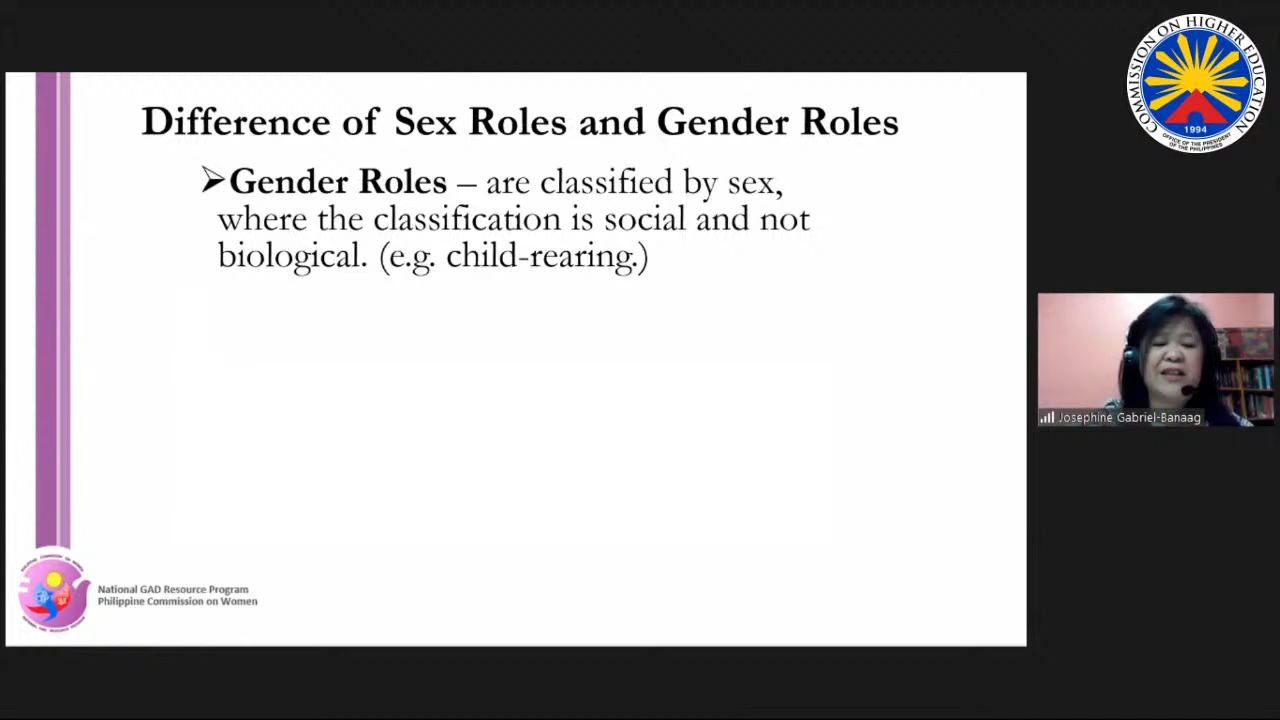 Difference of Sex Roles and Gender Roles
➢Gender Roles – are classified by sex,
where the classification is social and not
biological. (e.g. child-rearing.)
National GAD Resource Program
Philippine Commission on Women
COMMISSION ON HIGHER EDUCATION
1994
OFFICE OF THE PRESIDENT
OF THE PHILIPPINES
Josephine Gabriel-Banaag